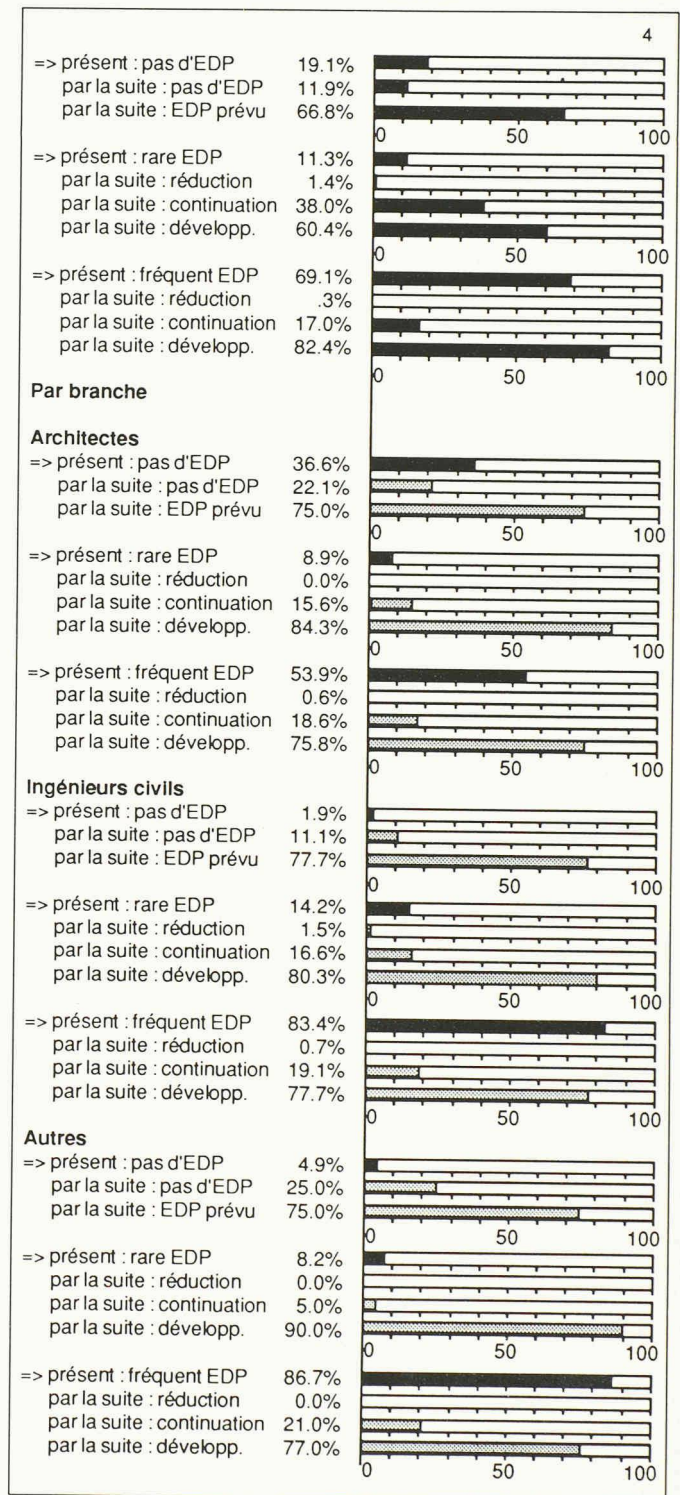 4
=> présent : pas d'EDP 19.1%
par la suite : pas d'EDP 11.9%
par la suite : EDP prévu 66.8%
0 50 100
=> présent : rare EDP 11.3%
par la suite : réduction 1.4%
par la suite : continuation 38.0%
par la suite : développ. 60.4%
0 50 100
=> présent : fréquent EDP 69.1%
par la suite : réduction .3%
par la suite : continuation 17.0%
par la suite : développ. 82.4%
0 50 100
Par branche
Architectes
=> présent : pas d'EDP 36.6%
par la suite : pas d'EDP 22.1%
par la suite : EDP prévu 75.0%
0 50 100
=> présent : rare EDP 8.9%
par la suite : réduction 0.0%
par la suite : continuation 15.6%
par la suite : développ. 84.3%
0 50 100
=> présent : fréquent EDP 53.9%
par la suite : réduction 0.6%
par la suite : continuation 18.6%
par la suite : développ. 75.8%
0 50 100
Ingénieurs civils
=> présent : pas d'EDP 1.9%
par la suite : pas d'EDP 11.1%
par la suite : EDP prévu 77.7%
0 50 100
=> présent : rare EDP 14.2%
par la suite : réduction 1.5%
par la suite : continuation 16.6%
par la suite : développ. 80.3%
0 50 100
=> présent : fréquent EDP 83.4%
par la suite : réduction 0.7%
par la suite : continuation 19.1%
par la suite : développ. 77.7%
0 50 100
Autres
=> présent : pas d'EDP 4.9%
par la suite : pas d'EDP 25.0%
par la suite : EDP prévu 75.0%
0 50 100
=> présent : rare EDP 8.2%
par la suite : réduction 0.0%
par la suite : continuation 5.0%
par la suite : développ. 90.0%
0 50 100
=> présent : fréquent EDP 86.7%
par la suite : réduction 0.0%
par la suite : continuation 21.0%
par la suite : développ. 77.0%
0 50 100